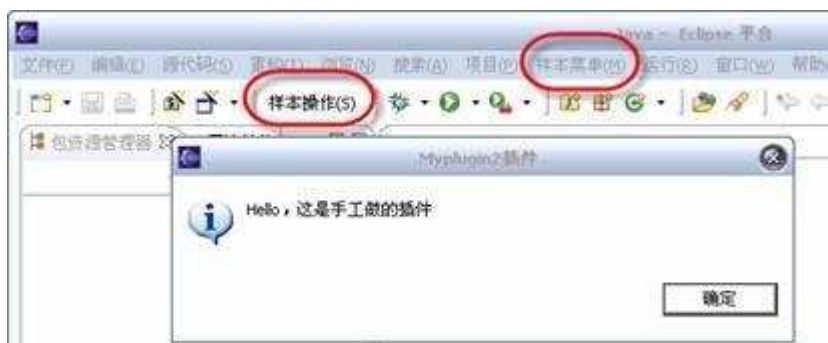 Java - Eclipse 平台
文件(F) 编辑(E) 源代码(S) 重构(T) 浏览(N) 搜索(A) 项目(P) 样本菜单(M) 运行(R) 窗口(W) 帮助
样本操作(S)
包资源管理器
Myplugin2插件
Hello，这是手工做的插件
确定